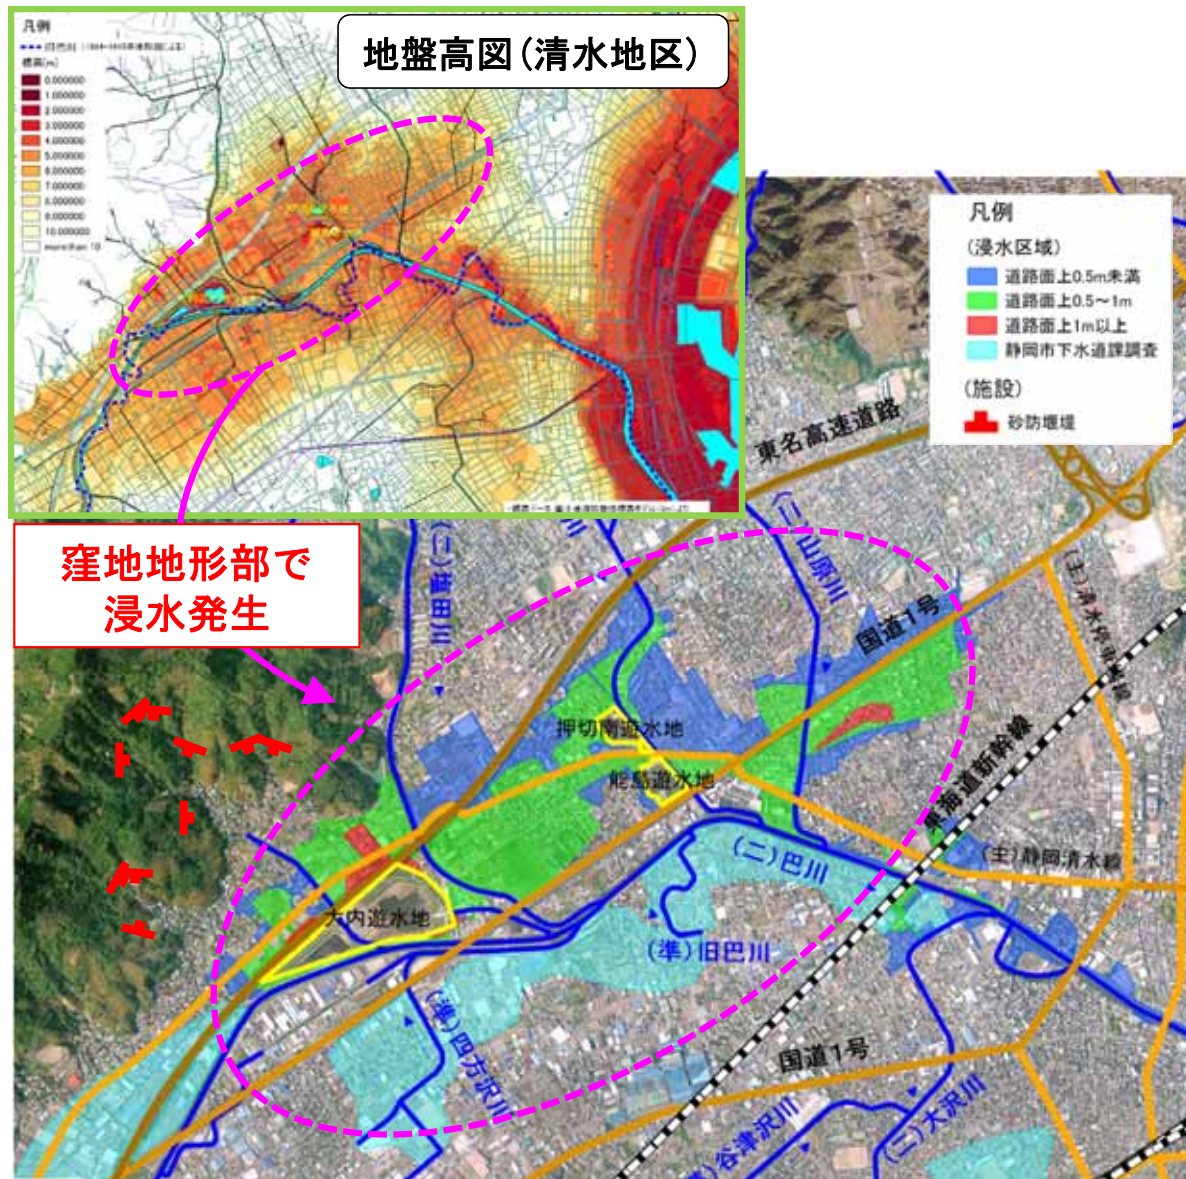 凡例
標高[m]
0.000000
1.000000
2.000000
3.000000
4.000000
5.000000
6.000000
7.000000
8.000000
9.000000
10.000000
more than 10
地盤高図(清水地区)
窪地地形部で
浸水発生
凡例
(浸水区域)
道路面上0.5m未満
道路面上0.5～1m
道路面上1m以上
静岡市下水道課調査
(施設)
砂防堰堤
東名高速道路
(二)塩田川
川
(二)山原川
国道1号
押切南遊水地
能島遊水地
大内遊水地
東海道新幹線
(主)静岡清水線
(二)巴川
(準)旧巴川
(準)四方沢川
国道1号
)谷津沢川
(二)大沢川